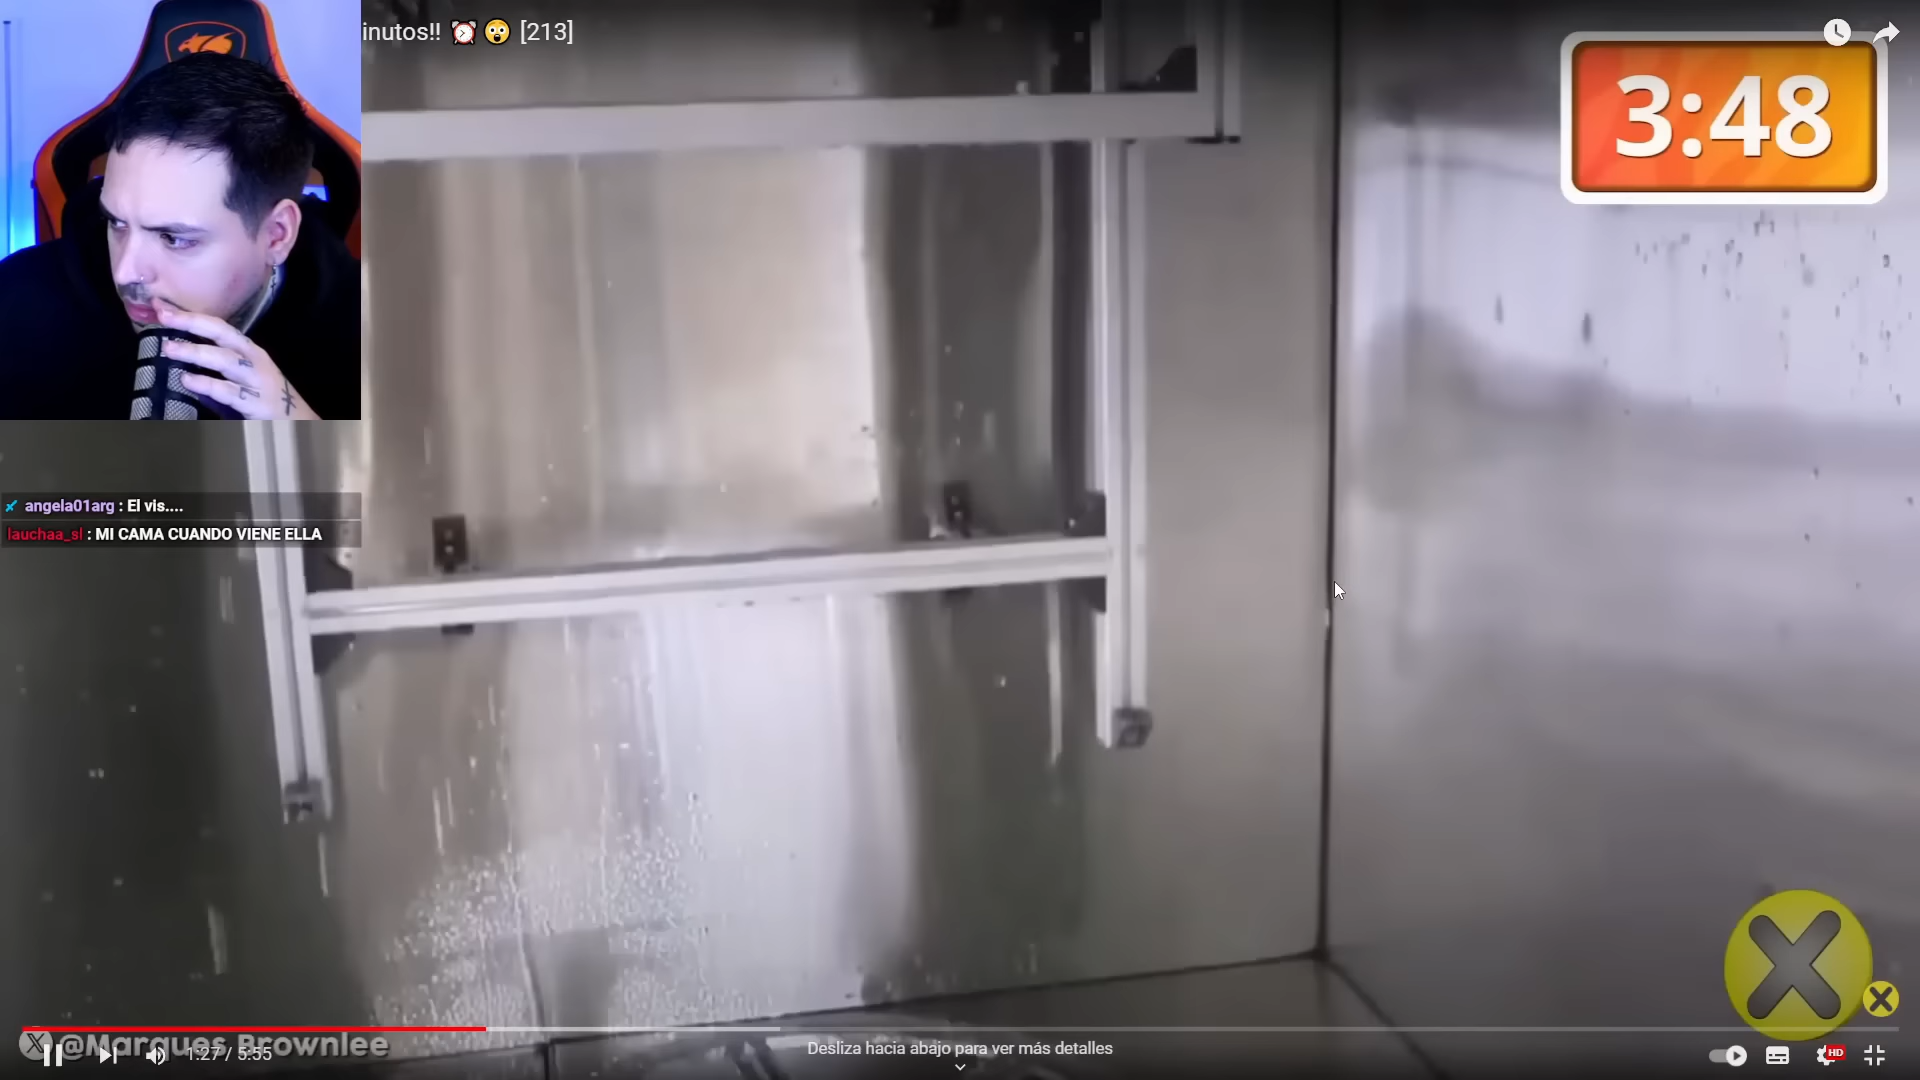 inutos!! ⏰😲 [213]
3:48
angela01arg : El vis....
lauchaa_sl : MI CAMA CUANDO VIENE ELLA
@Marques Brownlee
1:27 / 5:55
Desliza hacia abajo para ver más detalles
HD